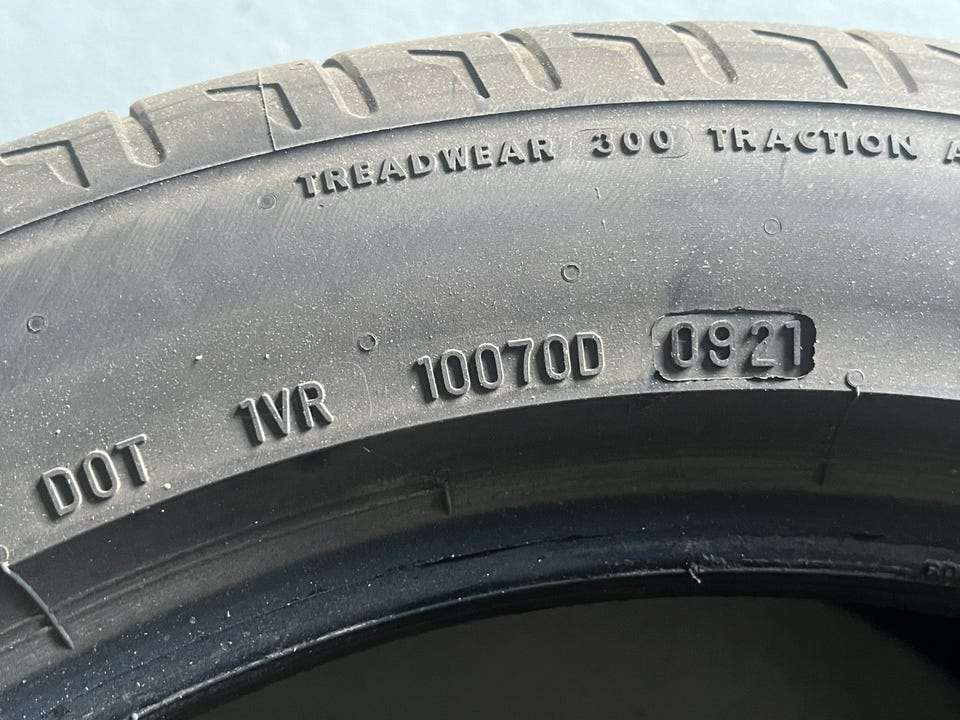 TREADWEAR 300 TRACTION A
DOT 1VR 10070D 0921